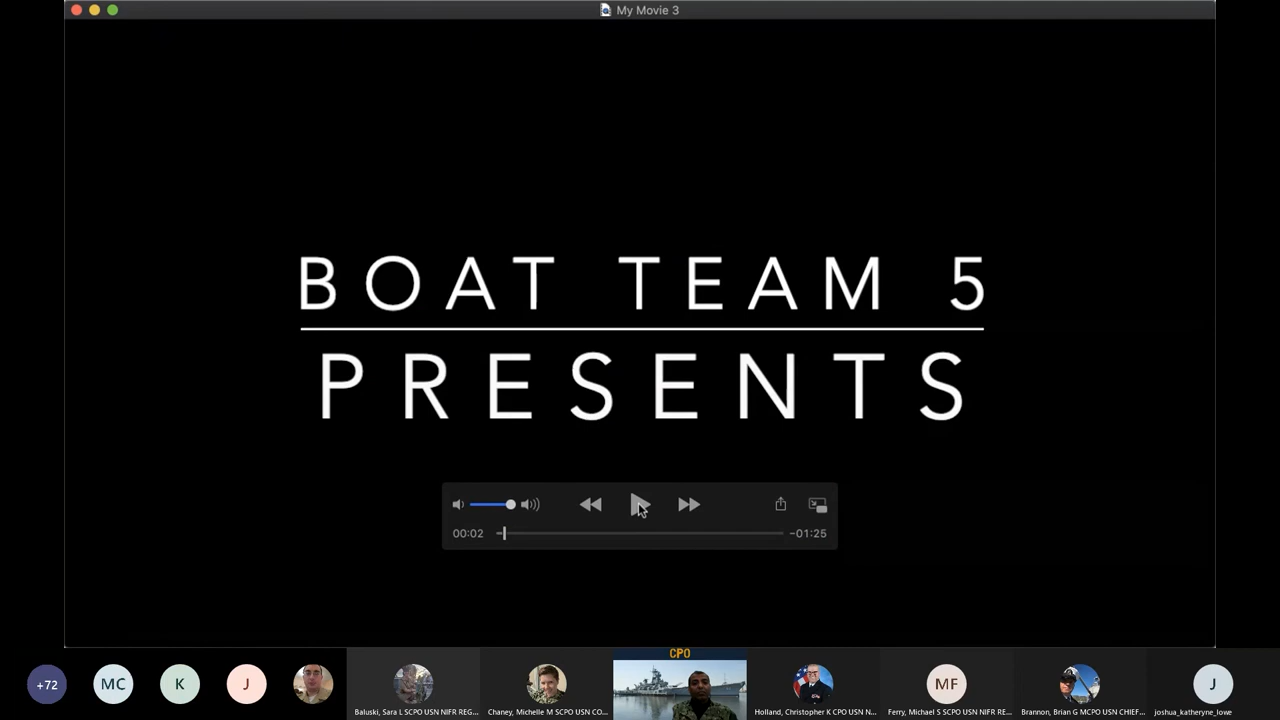 My Movie 3
BOAT TEAM 5
PRESENTS
00:02
-01:25
CPO
+72
MC
K
J
MF
J
Baluski, Sara L SCPO USN NIFR REG...
Chaney, Michelle M SCPO USN CO...
Holland, Christopher K CPO USN N...
Ferry, Michael S SCPO USN NIFR RE...
Brannon, Brian G MCPO USN CHIEF...
joshua_katheryne_lowe